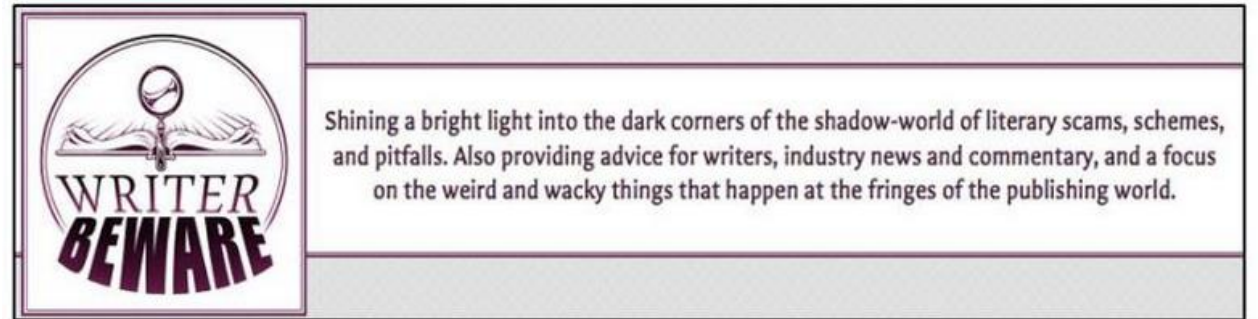 WRITER
BEWARE
Shining a bright light into the dark corners of the shadow-world of literary scams, schemes,
and pitfalls. Also providing advice for writers, industry news and commentary, and a focus
on the weird and wacky things that happen at the fringes of the publishing world.